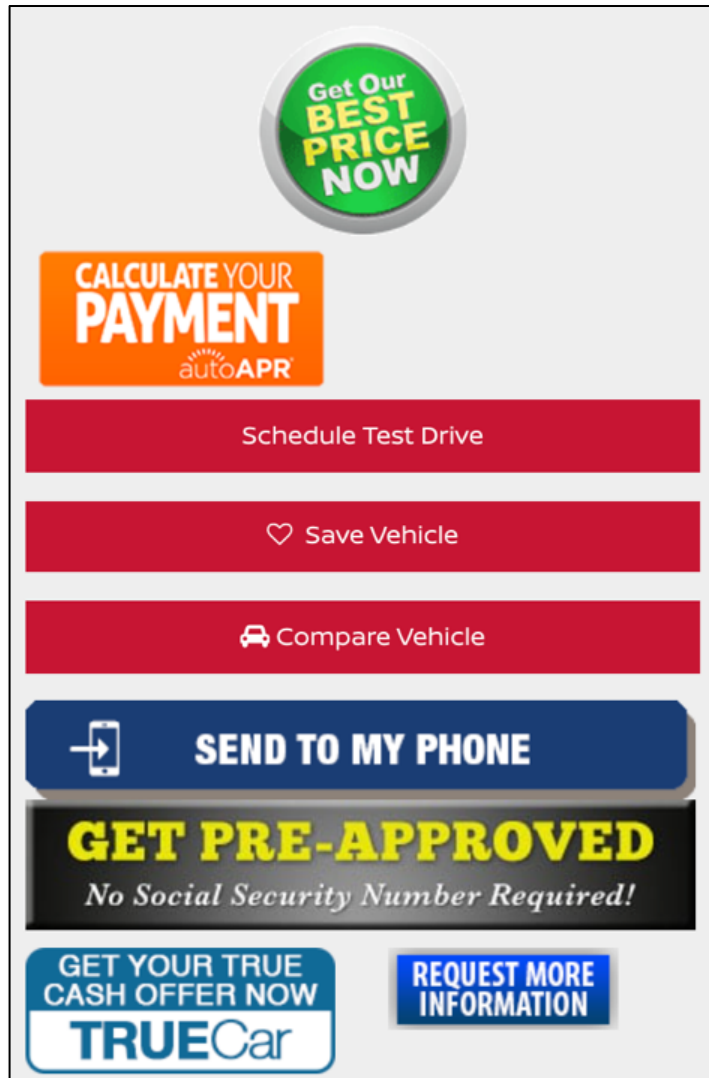 Get Our
BEST
PRICE
NOW
CALCULATE YOUR
PAYMENT
autoAPR
Schedule Test Drive
Save Vehicle
Compare Vehicle
SEND TO MY PHONE
GET PRE-APPROVED
No Social Security Number Required!
GET YOUR TRUE
CASH OFFER NOW
TRUECar
REQUEST MORE
INFORMATION